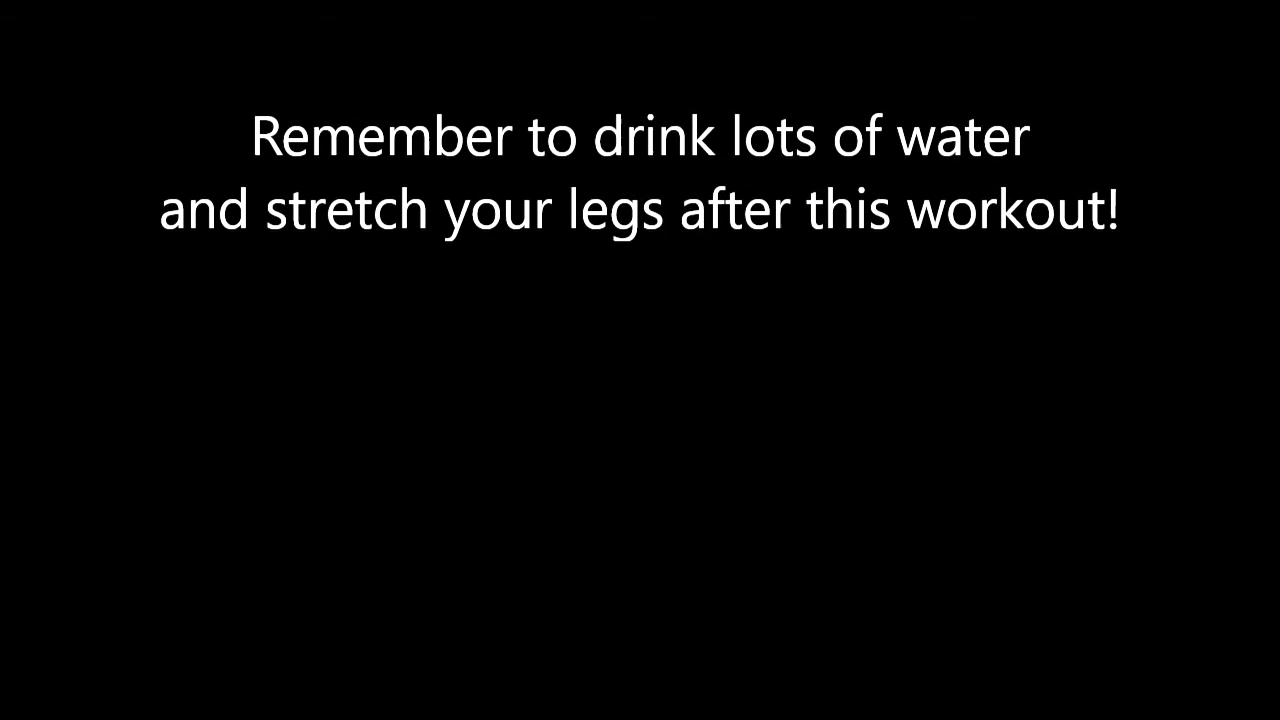 Remember to drink lots of water
and stretch your legs after this workout!